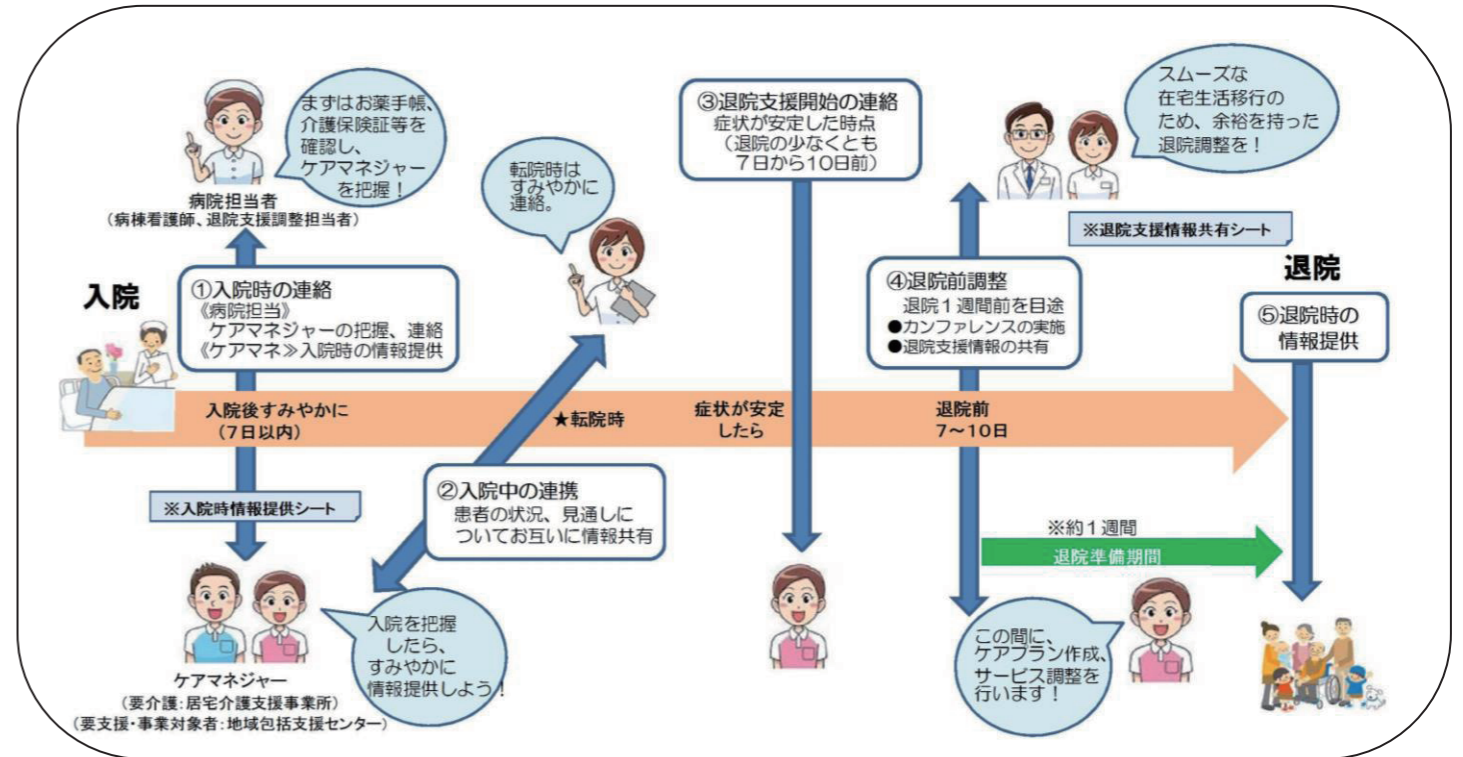 まずはお薬手帳、
介護保険証等を
確認し、
ケアマネジャー
を把握！
病院担当者
（病棟看護師、退院支援調整担当者）
入院
①入院時の連絡
《病院担当》
ケアマネジャーの把握、連絡
《ケアマネ≫入院時の情報提供
入院後すみやかに
（７日以内）
※入院時情報提供シート
ケアマネジャー
（要介護：居宅介護支援事業所）
（要支援・事業対象者：地域包括支援センター）
入院を把握
したら、
すみやかに
情報提供しよう！
転院時は
すみやかに
連絡。
★転院時
②入院中の連携
患者の状況、見通しに
ついてお互いに情報共有
③退院支援開始の連絡
症状が安定した時点
（退院の少なくとも
７日から１０日前）
症状が安定
したら
スムーズな
在宅生活移行の
ため、余裕を持った
退院調整を！
※退院支援情報共有シート
④退院前調整
退院１週間前を目途
●カンファレンスの実施
●退院支援情報の共有
退院前
７～１０日
※約１週間
退院準備期間
この間に、
ケアプラン作成、
サービス調整を
行います！
退院
⑤退院時の
情報提供